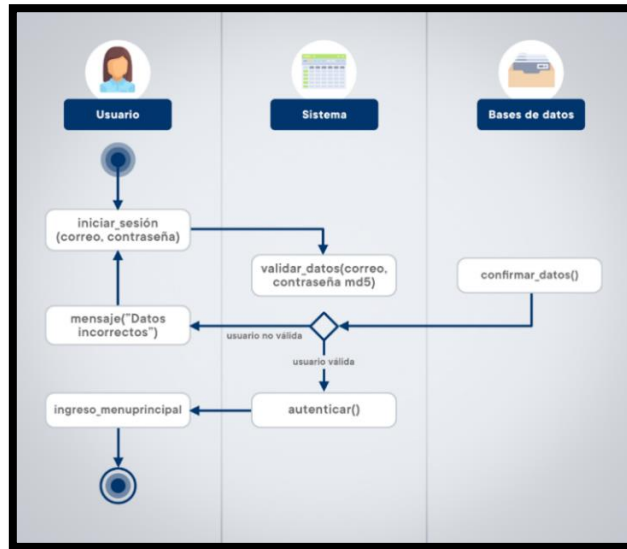 Usuario
Sistema
Bases de datos
iniciar_sesión
(correo, contraseña)
validar_datos(correo,
contraseña md5)
confirmar_datos()
mensaje("Datos
incorrectos")
usuario no válida
usuario válida
ingreso_menuprincipal
autenticar()